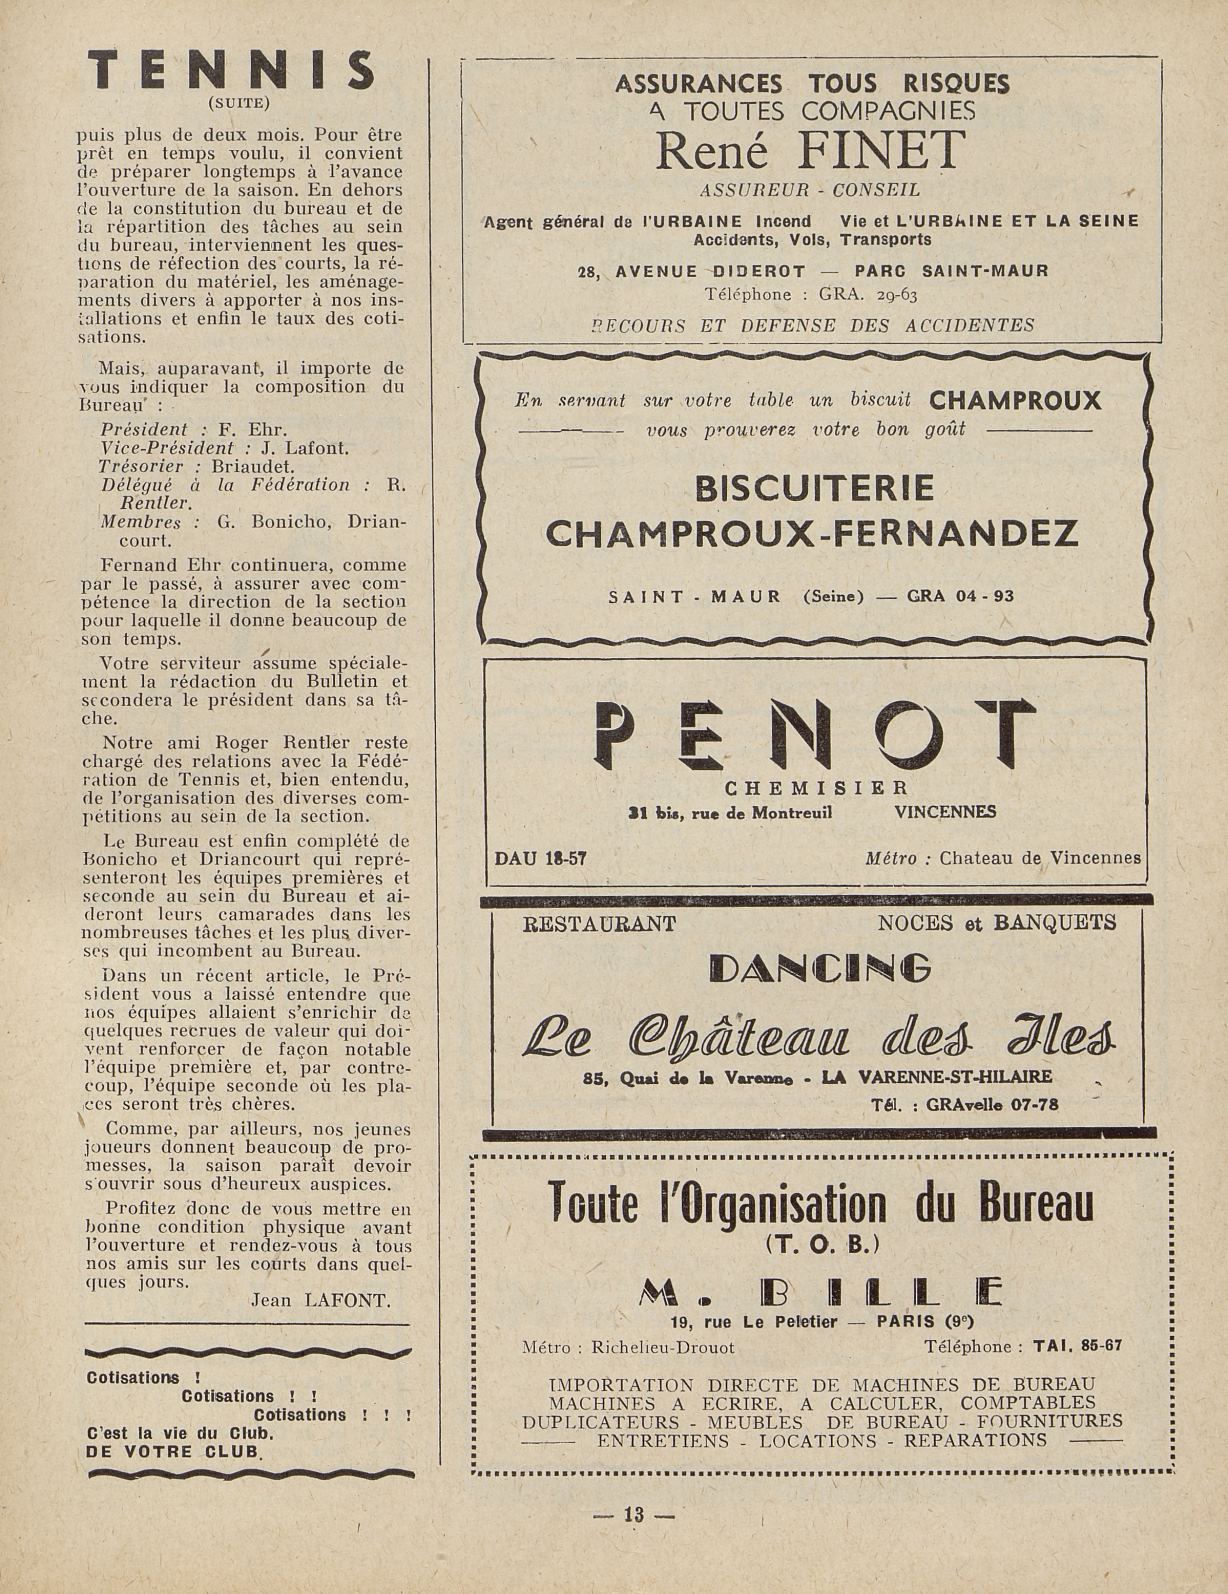 TENNIS
(SUITE)
puis plus de deux mois. Pour être
prêt en temps voulu, il convient
de préparer longtemps à l'avance
l'ouverture de la saison. En dehors
de la constitution du bureau et de
la répartition des tâches au sein
du bureau, interviennent les ques-
tions de réfection des courts, la ré-
paration du matériel, les aménage-
ments divers à apporter à nos ins-
tallations et enfin le taux des coti-
sations.
Mais, auparavant, il importe de
vous indiquer la composition du
Bureau :
Président : F. Ehr.
Vice-Président : J. Lafont.
Trésorier : Briaudet.
Délégué à la Fédération : R.
Rentler.
Membres : G. Bonicho, Drian-
court.
Fernand Ehr continuera, comme
par le passé, à assurer avec com-
pétence la direction de la section
pour laquelle il donne beaucoup de
son temps.
Votre serviteur assume spéciale-
ment la rédaction du Bulletin et
secondera le président dans sa tâ-
che.
Notre ami Roger Rentler reste
chargé des relations avec la Fédé-
ration de Tennis et, bien entendu,
de l'organisation des diverses com-
pétitions au sein de la section.
Le Bureau est enfin complété de
Bonicho et Driancourt qui repré-
senteront les équipes premières et
seconde au sein du Bureau et ai-
deront leurs camarades dans les
nombreuses tâches et les plus diver-
ses qui incombent au Bureau.
Dans un récent article, le Pré-
sident vous a laissé entendre que
nos équipes allaient s'enrichir de
quelques recrues de valeur qui doi-
vent renforcer de façon notable
l'équipe première et, par contre-
coup, l'équipe seconde où les pla-
ces seront très chères.
Comme, par ailleurs, nos jeunes
joueurs donnent beaucoup de pro-
messes, la saison paraît devoir
s'ouvrir sous d'heureux auspices.
Profitez donc de vous mettre en
bonne condition physique avant
l'ouverture et rendez-vous à tous
nos amis sur les courts dans quel-
ques jours.
Jean LAFONT.
Cotisations !
Cotisations ! !
Cotisations ! ! !
C'est la vie du Club.
DE VOTRE CLUB.
ASSURANCES TOUS RISQUES
A TOUTES COMPAGNIES
René FINET
ASSUREUR - CONSEIL
Agent général de l'URBAINE Incend Vie et L'URBAINE ET LA SEINE
Accidents, Vols, Transports
28, AVENUE DIDEROT — PARC SAINT-MAUR
Téléphone : GRA. 29-63
RECOURS ET DEFENSE DES ACCIDENTES
En servant sur votre table un biscuit CHAMPROUX
vous prouverez votre bon goût
BISCUITERIE
CHAMPROUX-FERNANDEZ
SAINT-MAUR (Seine) — GRA 04-93
PENOT
CHEMISIER
31 bis, rue de Montreuil VINCENNES
DAU 18-57 Métro : Chateau de Vincennes
RESTAURANT NOCES et BANQUETS
DANCING
Le Château des Iles
85, Quai de la Varenne - LA VARENNE-ST-HILAIRE
Tél. : GRAvelle 07-78
Toute l'Organisation du Bureau
(T. O. B.)
M. BILLE
19, rue Le Peletier — PARIS (9e)
Métro : Richelieu-Drouot Téléphone : TAI. 85-67
IMPORTATION DIRECTE DE MACHINES DE BUREAU
MACHINES A ECRIRE, A CALCULER, COMPTABLES
DUPLICATEURS - MEUBLES DE BUREAU - FOURNITURES
ENTRETIENS - LOCATIONS - REPARATIONS
— 13 —